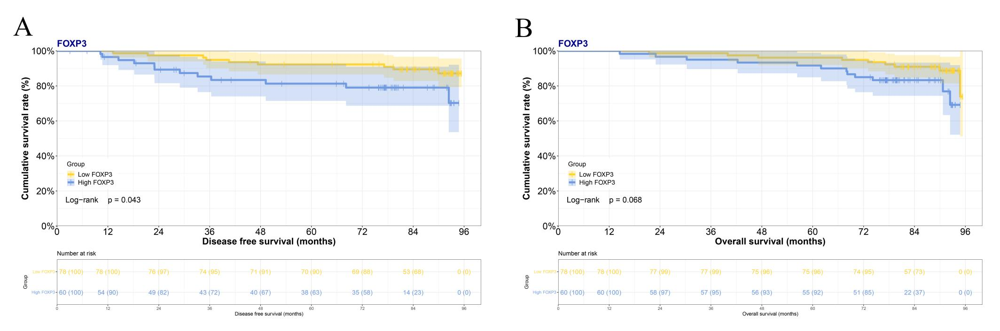 A
FOXP3
Cumulative survival rate (%)
100%
80%
60%
40%
20%
0%
Group
Low FOXP3
High FOXP3
Log−rank p = 0.043
0 12 24 36 48 60 72 84 96
Disease free survival (months)
Number at risk
Group
Low FOXP3 78 (100) 78 (100) 76 (97) 74 (95) 71 (91) 70 (90) 69 (88) 53 (68) 0 (0)
High FOXP3 60 (100) 54 (90) 49 (82) 43 (72) 40 (67) 38 (63) 35 (58) 14 (23) 0 (0)
0 12 24 36 48 60 72 84 96
Disease free survival (months)
B
FOXP3
Cumulative survival rate (%)
100%
80%
60%
40%
20%
0%
Group
Low FOXP3
High FOXP3
Log−rank p = 0.068
0 12 24 36 48 60 72 84 96
Overall survival (months)
Number at risk
Group
Low FOXP3 78 (100) 78 (100) 77 (99) 77 (99) 75 (96) 75 (96) 74 (95) 57 (73) 0 (0)
High FOXP3 60 (100) 60 (100) 58 (97) 57 (95) 56 (93) 55 (92) 51 (85) 22 (37) 0 (0)
0 12 24 36 48 60 72 84 96
Overall survival (months)